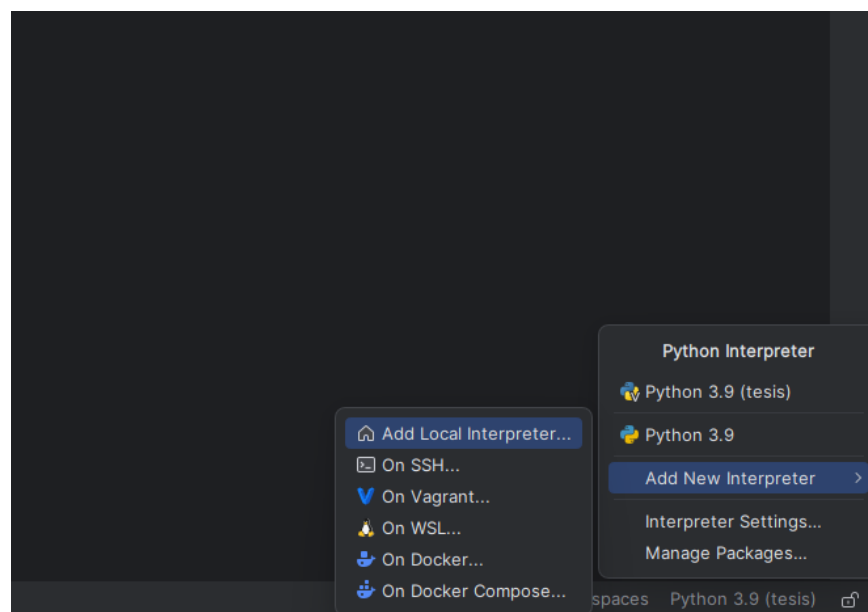 Python Interpreter
Python 3.9 (tesis)
Python 3.9
Add New Interpreter
Interpreter Settings...
Manage Packages...
Add Local Interpreter...
On SSH...
On Vagrant...
On WSL...
On Docker...
On Docker Compose...
spaces Python 3.9 (tesis)